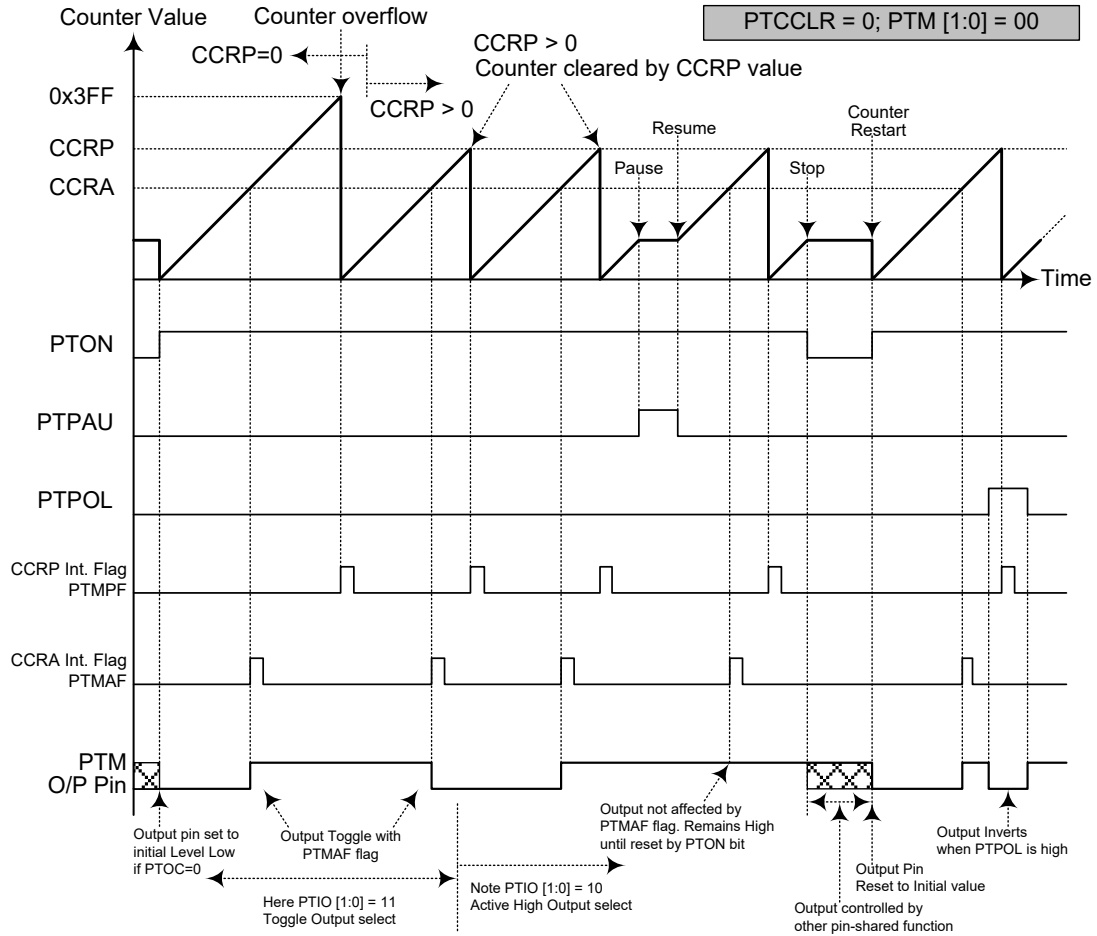 Counter Value
Counter overflow
PTCCLR = 0; PTM [1:0] = 00
CCRP=0
CCRP > 0
CCRP > 0
Counter cleared by CCRP value
0x3FF
CCRP
CCRA
Pause
Resume
Stop
Counter
Restart
Time
PTON
PTPAU
PTPOL
CCRP Int. Flag
PTMPF
CCRA Int. Flag
PTMAF
PTM
O/P Pin
Output pin set to
initial Level Low
if PTOC=0
Output Toggle with
PTMAF flag
Here PTIO [1:0] = 11
Toggle Output select
Note PTIO [1:0] = 10
Active High Output select
Output not affected by
PTMAF flag. Remains High
until reset by PTON bit
Output controlled by
other pin-shared function
Output Pin
Reset to Initial value
Output Inverts
when PTPOL is high